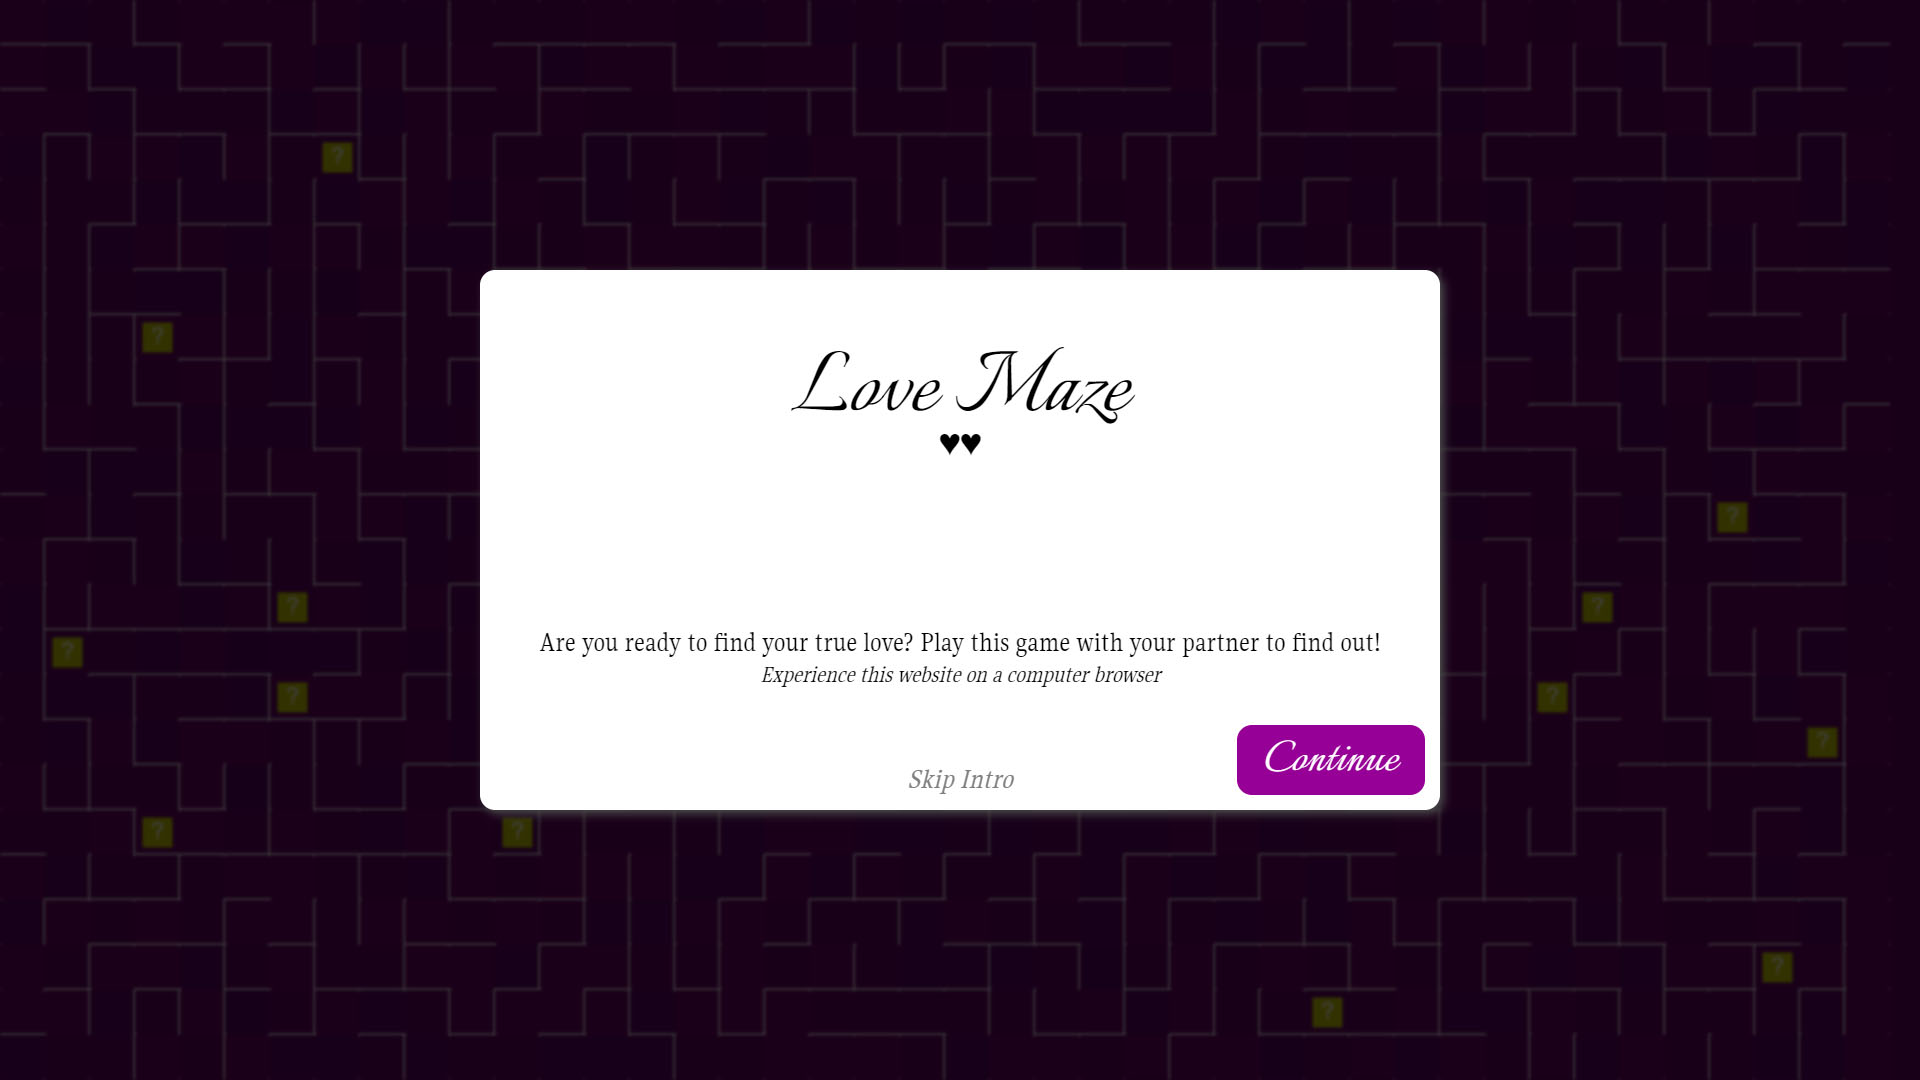 ?
?
Love Maze
♥♥
?
?
?
?
Are you ready to find your true love? Play this game with your partner to find out!
?
Experience this website on a computer browser
?
?
Continue
Skip Intro
?
?
?
?